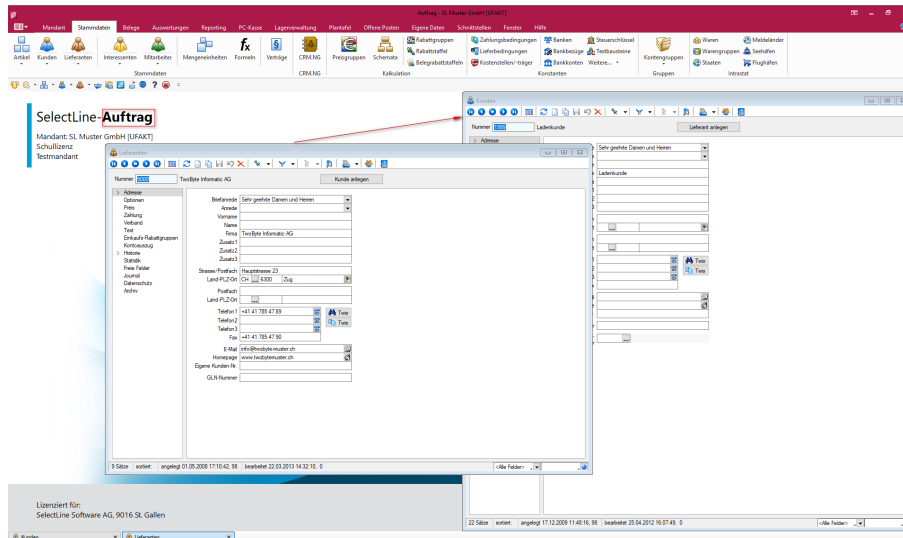 Auftrag - SL Muster GmbH [UFAKT]
Mandant Stammdaten Belege Auswertungen Reporting PC-Kasse Lagerverwaltung Plantafel Offene Posten Eigene Daten Schnittstellen Fenster Hilfe
Artikel Kunden Lieferanten Interessenten Mitarbeiter Mengeneinheiten Formeln Verträge CRM.NG Preisgruppen Schemata
Rabattgruppen Zahlungsbedingungen Banken Steuerschlüssel
Rabattstaffel Lieferbedingungen Bankbezüge Textbausteine
Belegrabattstaffeln Kostenstellen/-träger Bankkonten Weitere...
Kontengruppen
Waren Meldeländer
Warengruppen Seehäfen
Staaten Flughäfen
Stammdaten CRM.NG Kalkulation Konstanten Gruppen Intrastat
SelectLine-Auftrag
Mandant: SL Muster GmbH [UFAKT]
Schullizenz
Testmandant
Kunden
Nummer Ladenkunde Lieferant anlegen
Adresse
Sehr geehrte Damen und Herren
Ladenkunde
Twix
Twix
Lieferanten
Nummer TwoByte Informatic AG Kunde anlegen
Adresse
Optionen
Preis
Zahlung
Verband
Text
Einkaufs-Rabattgruppen
Kontoauszug
Historie
Statistik
Freie Felder
Journal
Datenschutz
Archiv
Briefanrede Sehr geehrte Damen und Herren
Anrede
Vorname
Name
Firma TwoByte Informatic AG
Zusatz1
Zusatz2
Zusatz3
Strasse/Postfach Hauptstrasse 23
Land-PLZ-Ort CH ... 6300 Zug
Postfach
Land-PLZ-Ort ...
Telefon1 +41 41 785 47 89 Twix
Telefon2 Twix
Telefon3
Fax +41 41 785 47 90
E-Mail info@twobyte-muster.ch
Homepage www.twobytemuster.ch
Eigene Kunden-Nr.
GLN-Nummer
9 Sätze sortiert: angelegt 01.05.2008 17:10:42, 98 bearbeitet 22.03.2013 14:32:10, 0 <Alle Felder>
Lizenziert für:
SelectLine Software AG, 9016 St. Gallen
22 Sätze sortiert: angelegt 17.12.2009 11:48:16, 98 bearbeitet 25.04.2012 16:07:49, 0 <Alle Felder>
Kunden x Lieferanten x